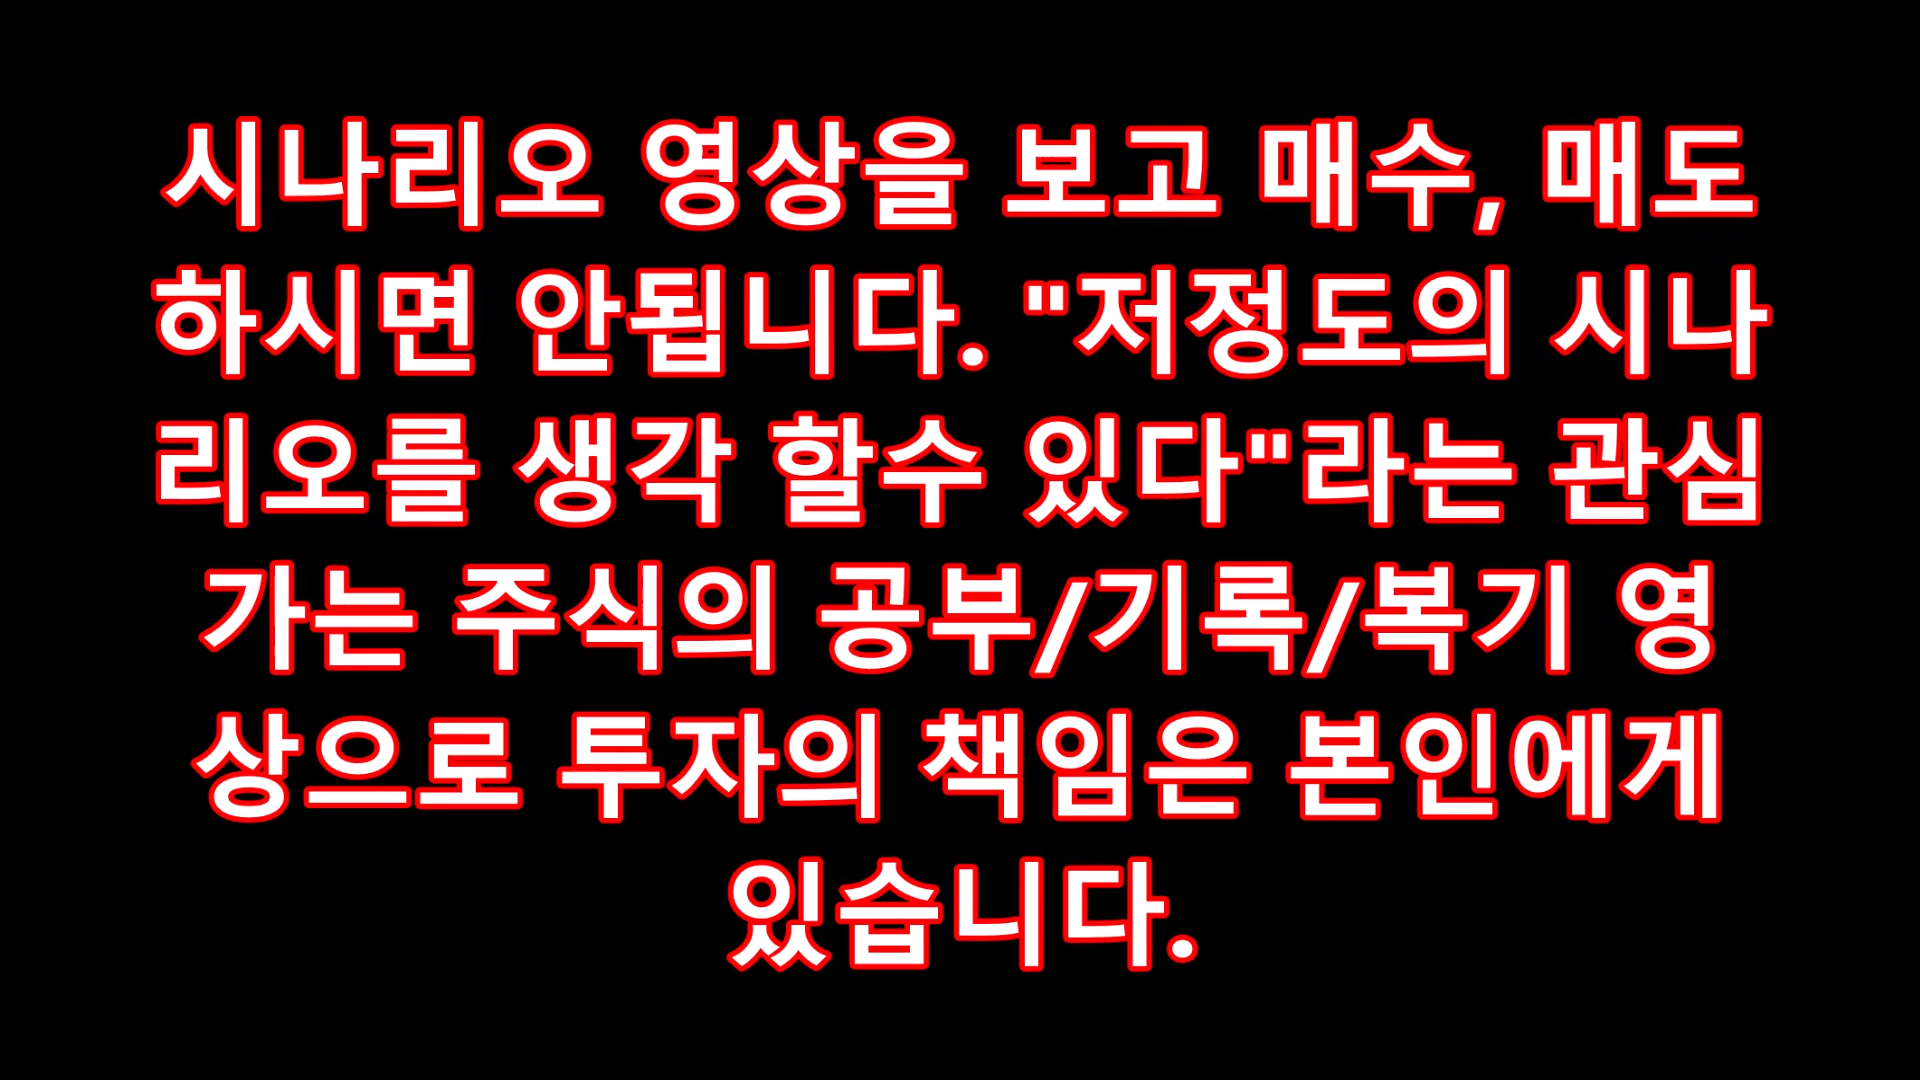 시나리오 영상을 보고 매수, 매도
하시면 안됩니다. "저정도의 시나
리오를 생각 할수 있다"라는 관심
가는 주식의 공부/기록/복기 영
상으로 투자의 책임은 본인에게
있습니다.